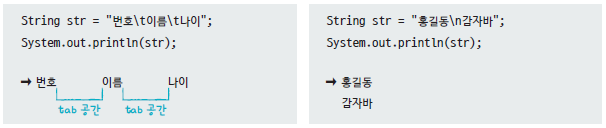 String str = "번호\t이름\t나이";
System.out.println(str);
➞ 번호 이름 나이
tab 공간 tab 공간
String str = "홍길동\n감자바";
System.out.println(str);
➞ 홍길동
감자바